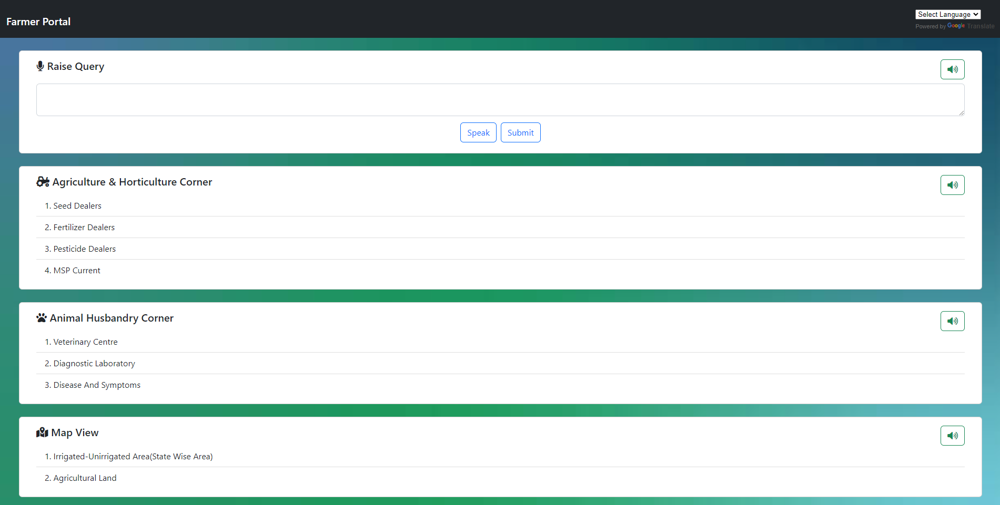 Farmer Portal
Select Language
Powered by Google Translate
Raise Query
Speak
Submit
Agriculture & Horticulture Corner
1. Seed Dealers
2. Fertilizer Dealers
3. Pesticide Dealers
4. MSP Current
Animal Husbandry Corner
1. Veterinary Centre
2. Diagnostic Laboratory
3. Disease And Symptoms
Map View
1. Irrigated-Unirrigated Area(State Wise Area)
2. Agricultural Land